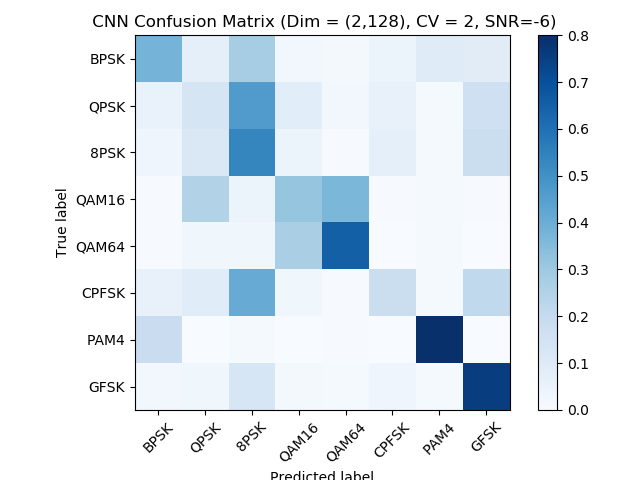 CNN Confusion Matrix (Dim = (2,128), CV = 2, SNR=-6)
True label
BPSK
QPSK
8PSK
QAM16
QAM64
CPFSK
PAM4
GFSK
BPSK QPSK 8PSK QAM16 QAM64 CPFSK PAM4 GFSK
Predicted label
0.8
0.7
0.6
0.5
0.4
0.3
0.2
0.1
0.0